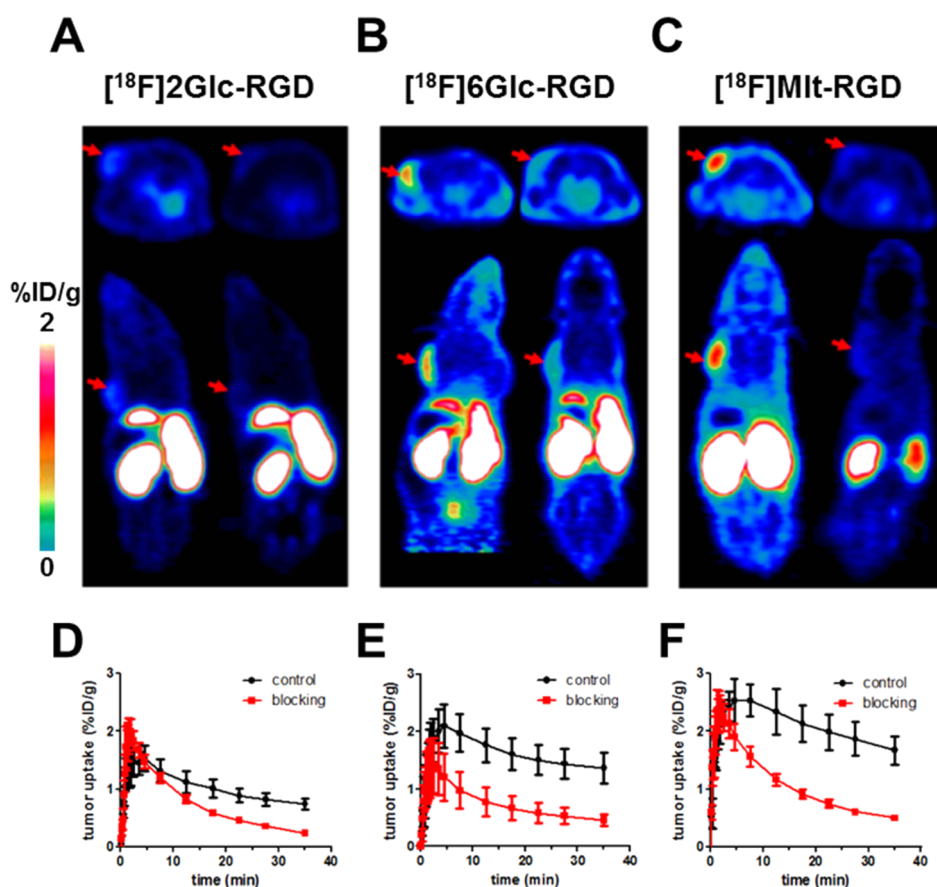 A
B
C
[¹⁸F]2Glc-RGD
[¹⁸F]6Glc-RGD
[¹⁸F]Mlt-RGD
%ID/g
2
0
D
E
F
3
2
1
0
tumor uptake (%ID/g)
control
blocking
0
10
20
30
40
time (min)
3
2
1
0
tumor uptake (%ID/g)
control
blocking
0
10
20
30
40
time (min)
3
2
1
0
tumor uptake (%ID/g)
control
blocking
0
10
20
30
40
time (min)